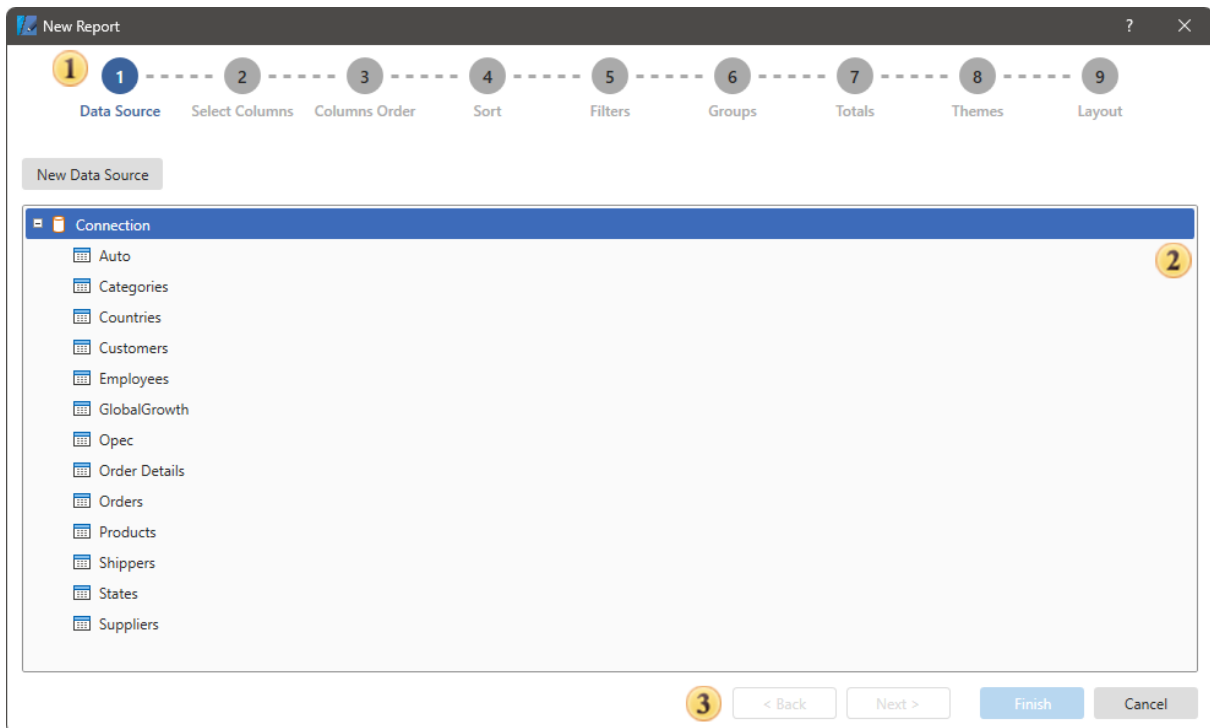 New Report ?
1
1 2 3 4 5 6 7 8 9
Data Source Select Columns Columns Order Sort Filters Groups Totals Themes Layout
New Data Source
Connection
Auto
2
Categories
Countries
Customers
Employees
GlobalGrowth
Opec
Order Details
Orders
Products
Shippers
States
Suppliers
3 < Back Next > Finish Cancel